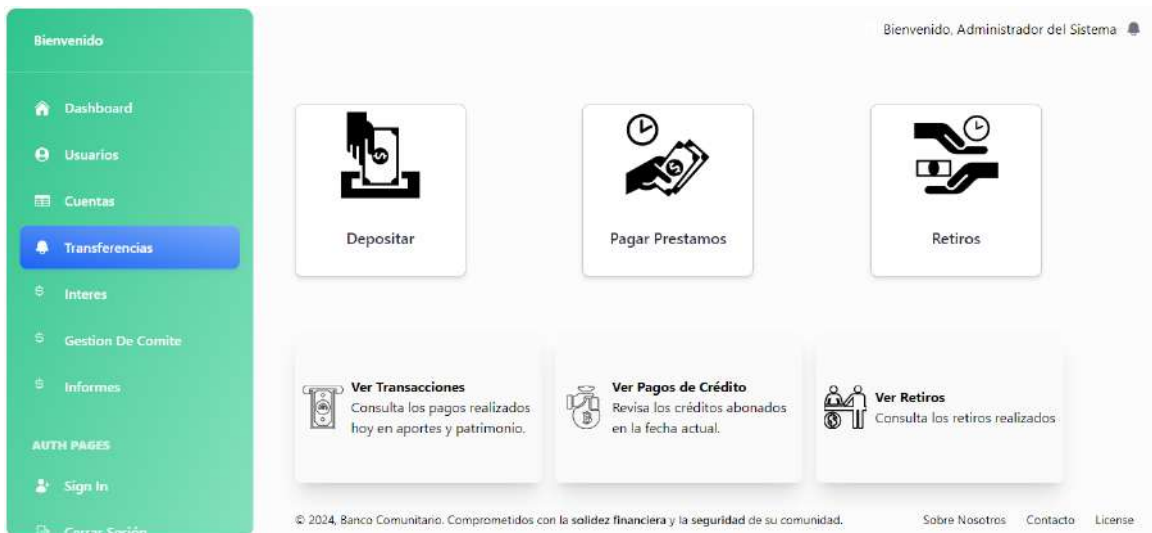 Bienvenido
Bienvenido, Administrador del Sistema
Dashboard
Usuarios
Cuentas
Transferencias
Interes
Gestion De Comite
Informes
AUTH PAGES
Sign In
Cerrar Sesión
Depositar
Pagar Prestamos
Retiros
Ver Transacciones
Consulta los pagos realizados
hoy en aportes y patrimonio.
Ver Pagos de Crédito
Revisa los créditos abonados
en la fecha actual.
Ver Retiros
Consulta los retiros realizados
© 2024, Banco Comunitario. Comprometidos con la solidez financiera y la seguridad de su comunidad.
Sobre Nosotros Contacto License